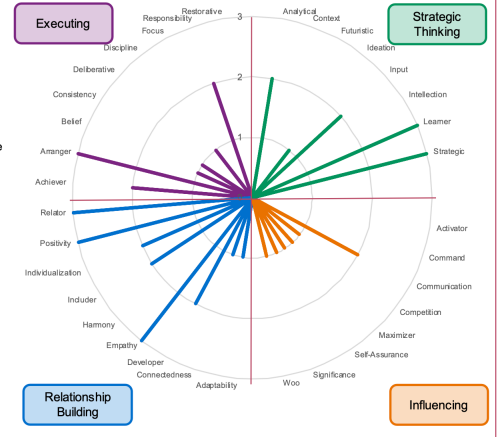 Executing
Strategic
Thinking
3
2
1
Restorative
Responsibility
Focus
Discipline
Deliberative
Consistency
Belief
Arranger
Achiever
Analytical
Context
Futuristic
Ideation
Input
Intellection
Learner
Strategic
Relator
Positivity
Individualization
Includer
Harmony
Empathy
Developer
Connectedness
Adaptability
Activator
Command
Communication
Competition
Maximizer
Self-Assurance
Significance
Woo
Relationship
Building
Influencing